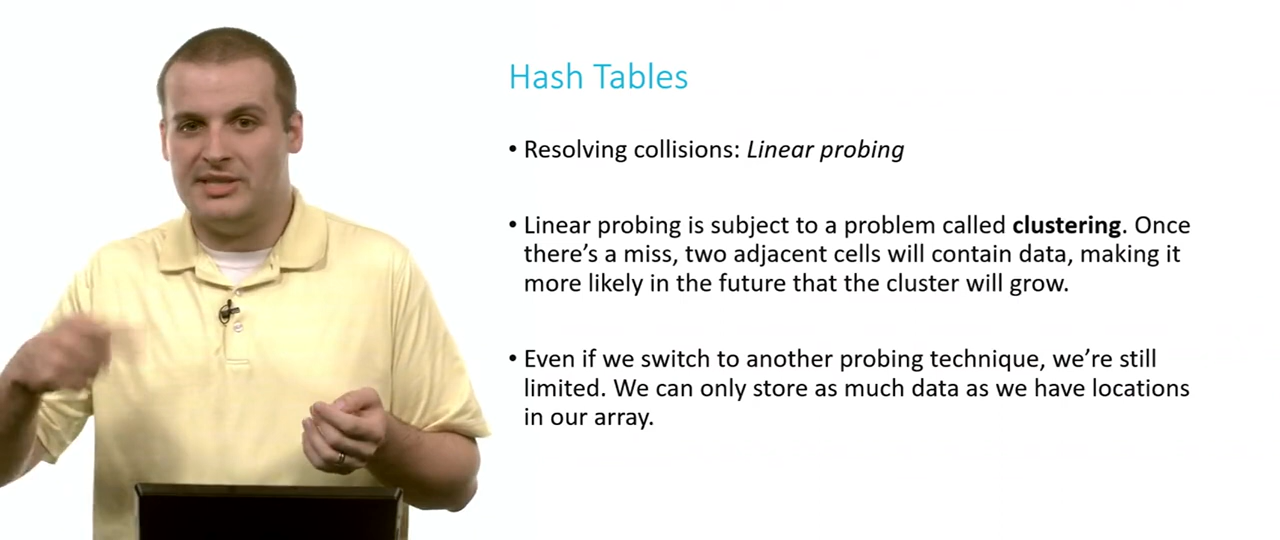 Hash Tables
• Resolving collisions: Linear probing
• Linear probing is subject to a problem called clustering. Once
there’s a miss, two adjacent cells will contain data, making it
more likely in the future that the cluster will grow.
• Even if we switch to another probing technique, we’re still
limited. We can only store as much data as we have locations
in our array.